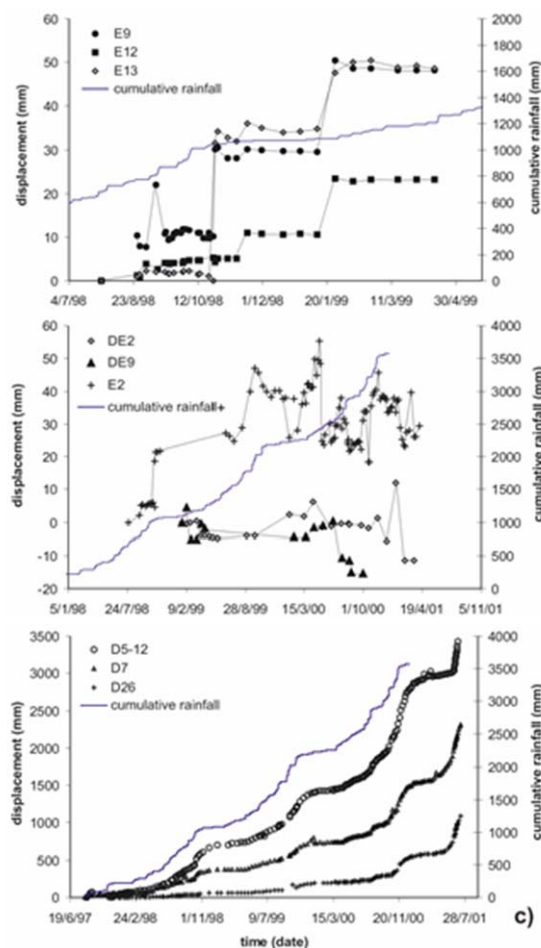 60 2000
E9
50 E12 1800
E13 1600
40 cumulative rainfall 1400
1200
30 1000
800
20 600
10 400
200
0 0
4/7/98 23/8/98 12/10/98 1/12/98 20/1/99 11/3/99 30/4/99
displacement (mm)
cumulative rainfall (mm)
60 4000
DE2
50 DE9 3500
40 E2 3000
cumulative rainfall
30 2500
20 2000
10 1500
0 1000
-10 500
-20 0
5/1/98 24/7/98 9/2/99 28/8/99 15/3/00 1/10/00 19/4/01 5/11/01
displacement (mm)
cumulative rainfall (mm)
3500 4000
D5-12
3000 D7 3500
D26
2500 cumulative rainfall 3000
2500
2000
2000
1500
1500
1000
1000
500 500
0 0
19/6/97 24/2/98 1/11/98 9/7/99 15/3/00 20/11/00 28/7/01
displacement (mm)
cumulative rainfall (mm)
c)
time (date)